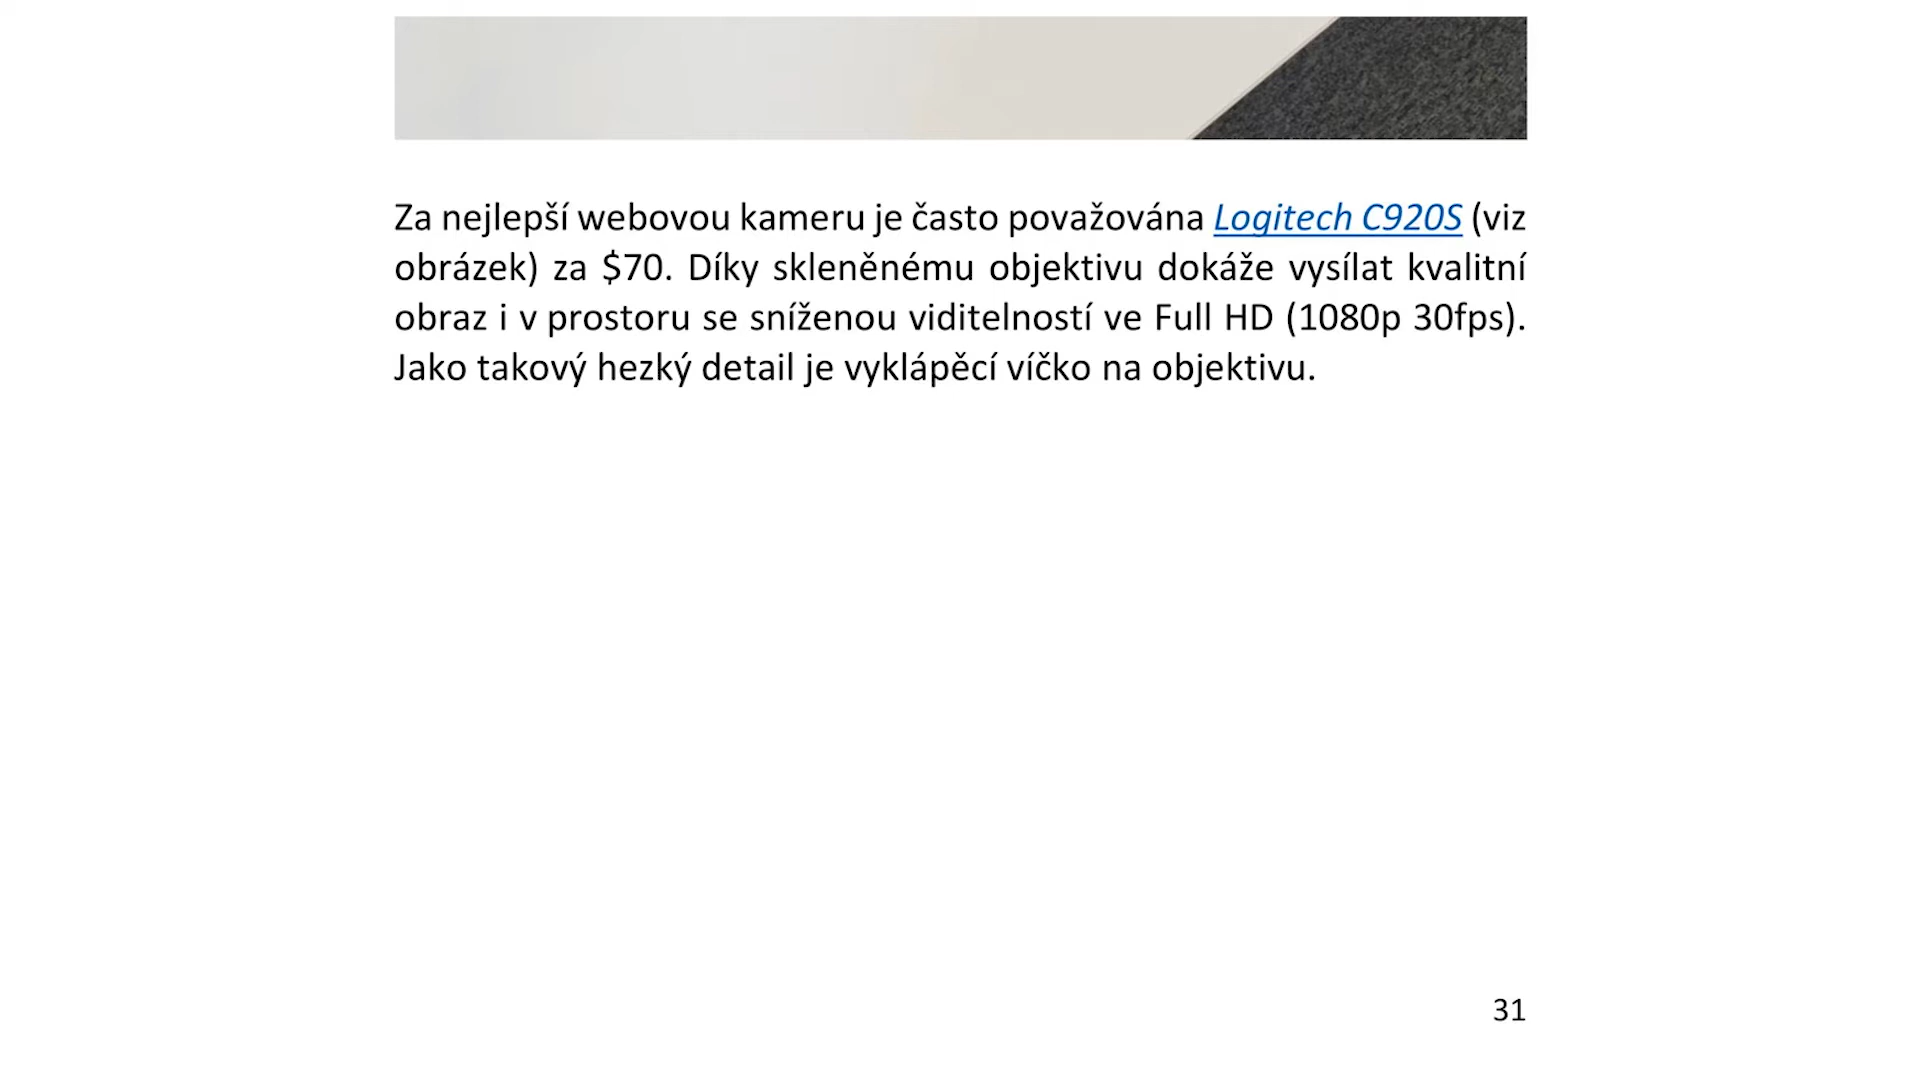 Za nejlepší webovou kameru je často považována Logitech C920S (viz
obrázek) za $70. Díky skleněnému objektivu dokáže vysílat kvalitní
obraz i v prostoru se sníženou viditelností ve Full HD (1080p 30fps).
Jako takový hezký detail je vyklápěcí víčko na objektivu.
31